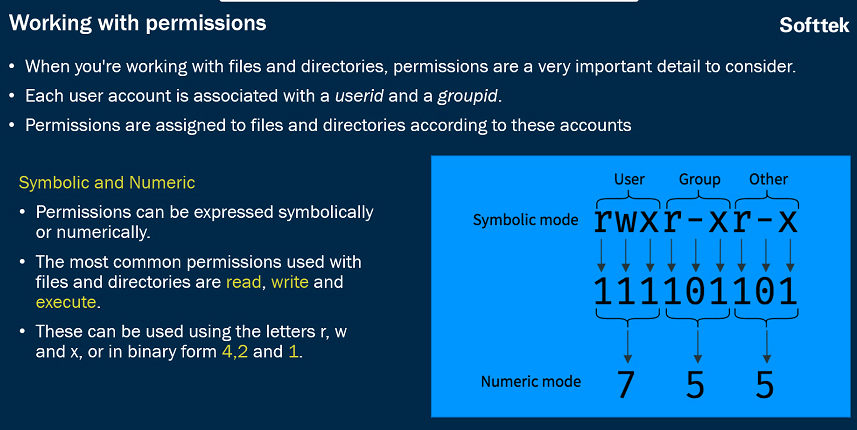 Working with permissions
Softtek
• When you're working with files and directories, permissions are a very important detail to consider.
• Each user account is associated with a userid and a groupid.
• Permissions are assigned to files and directories according to these accounts
Symbolic and Numeric
• Permissions can be expressed symbolically
or numerically.
• The most common permissions used with
files and directories are read, write and
execute.
• These can be used using the letters r, w
and x, or in binary form 4,2 and 1.
User Group Other
Symbolic mode rwxr-xr-x
111101101
Numeric mode 7 5 5